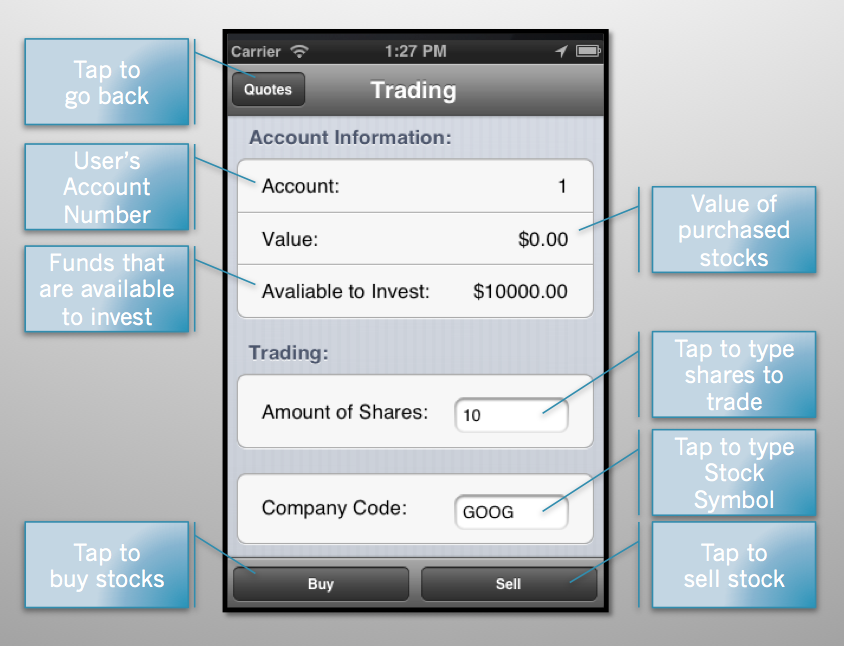 Carrier 1:27 PM
Tap to
go back
Quotes
Trading
Account Information:
User's
Account
Number
Account: 1
Value: $0.00
Value of
purchased
stocks
Funds that
are available
to invest
Avaliable to Invest: $10000.00
Trading:
Tap to type
shares to
trade
Amount of Shares: 10
Tap to type
Stock
Symbol
Company Code: GOOG
Tap to
buy stocks
Buy
Sell
Tap to
sell stock